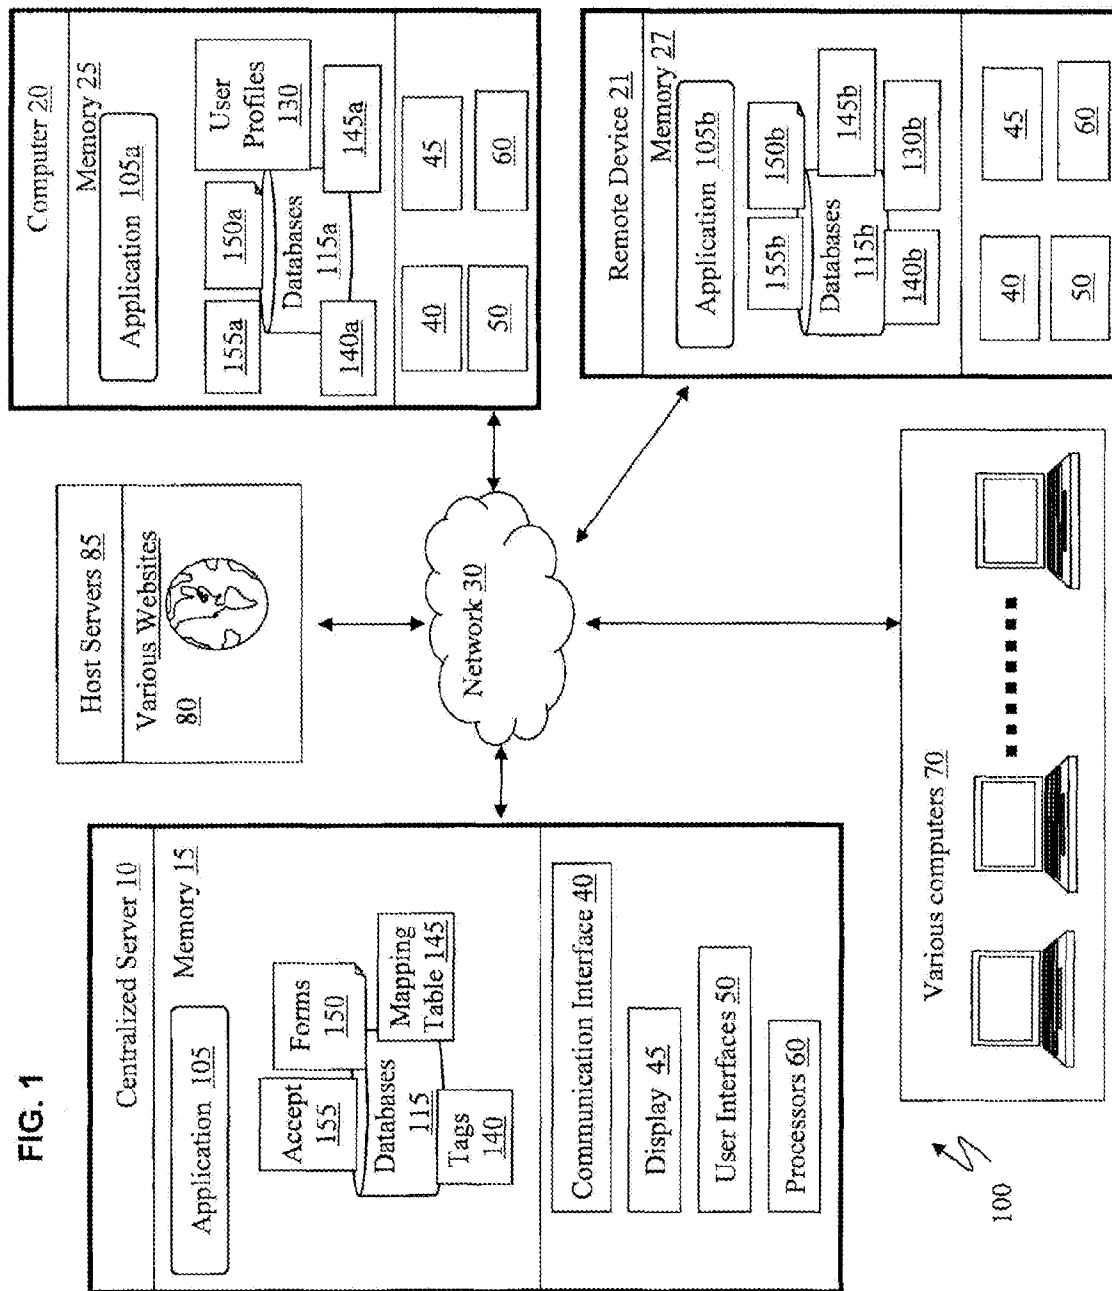 FIG. 1
Centralized Server 10
Memory 15
Application 105
Accept
155
Forms
150
Databases
115
Mapping
Table 145
Tags
140
Communication Interface 40
Display 45
User Interfaces 50
Processors 60
Host Servers 85
Various Websites
80
Network 30
Computer 20
Memory 25
Application 105a
155a
150a
User
Profiles
130
Databases
115a
140a
145a
40
45
50
60
Remote Device 21
Memory 27
Application 105b
155b
150b
145b
Databases
115b
140b
130b
40
45
50
60
Various computers 70
100